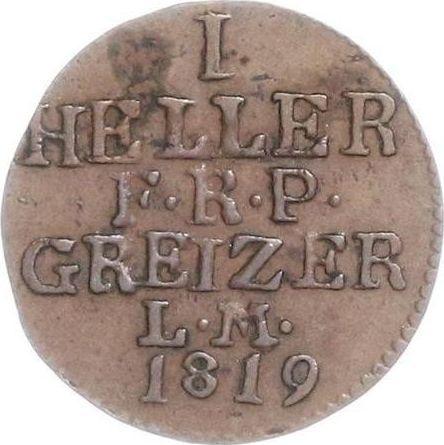 I
HELLER
F·R·P·
GREIZER
L·M·
1819